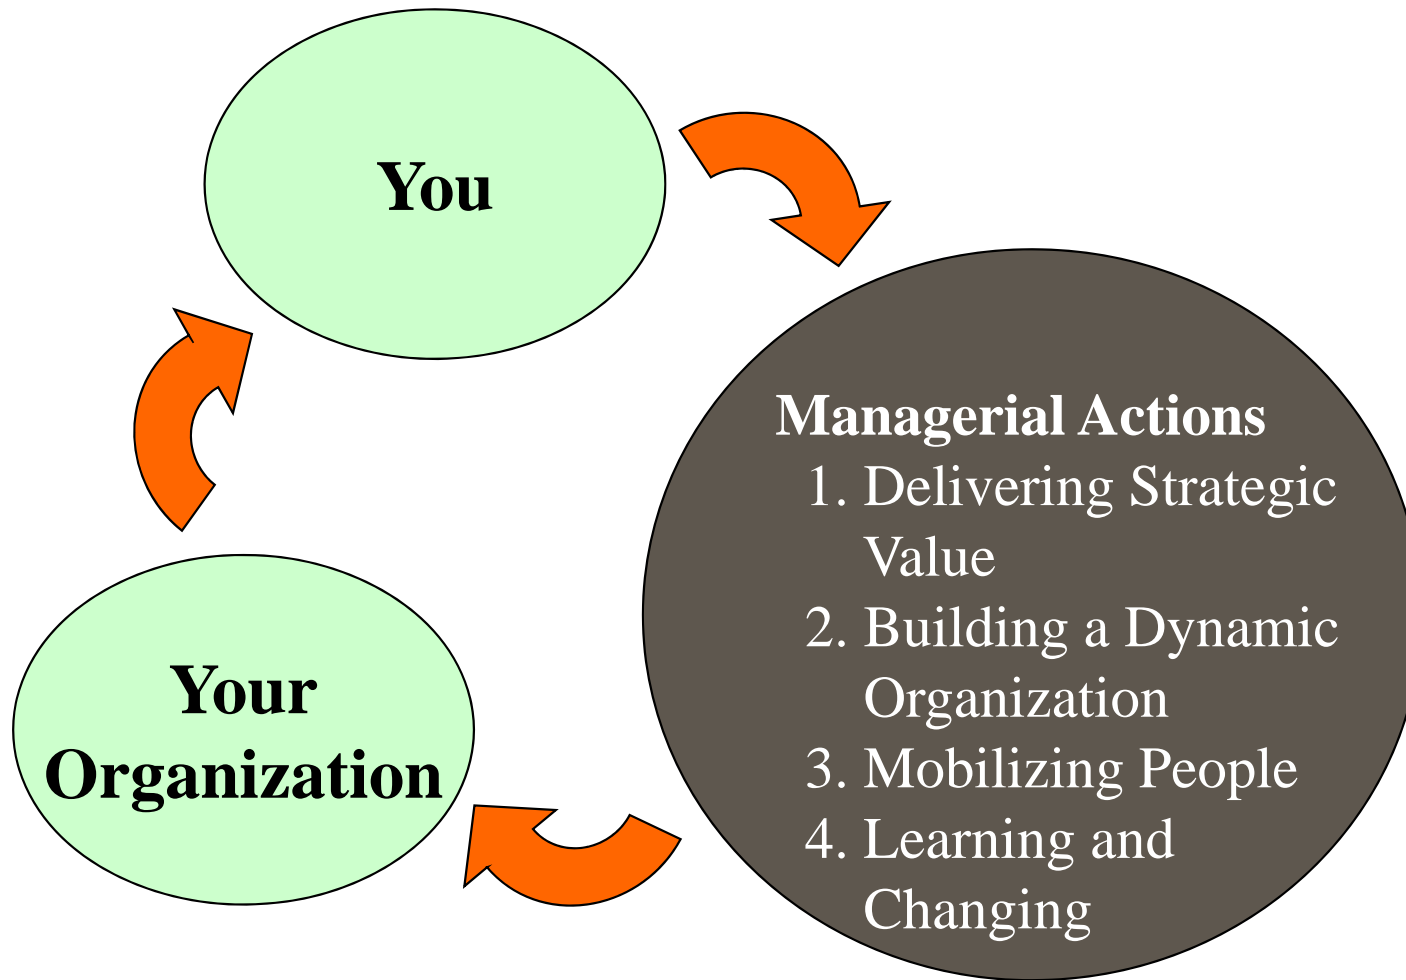 You
Managerial Actions
1. Delivering Strategic
Value
2. Building a Dynamic
Organization
3. Mobilizing People
4. Learning and
Changing
Your
Organization